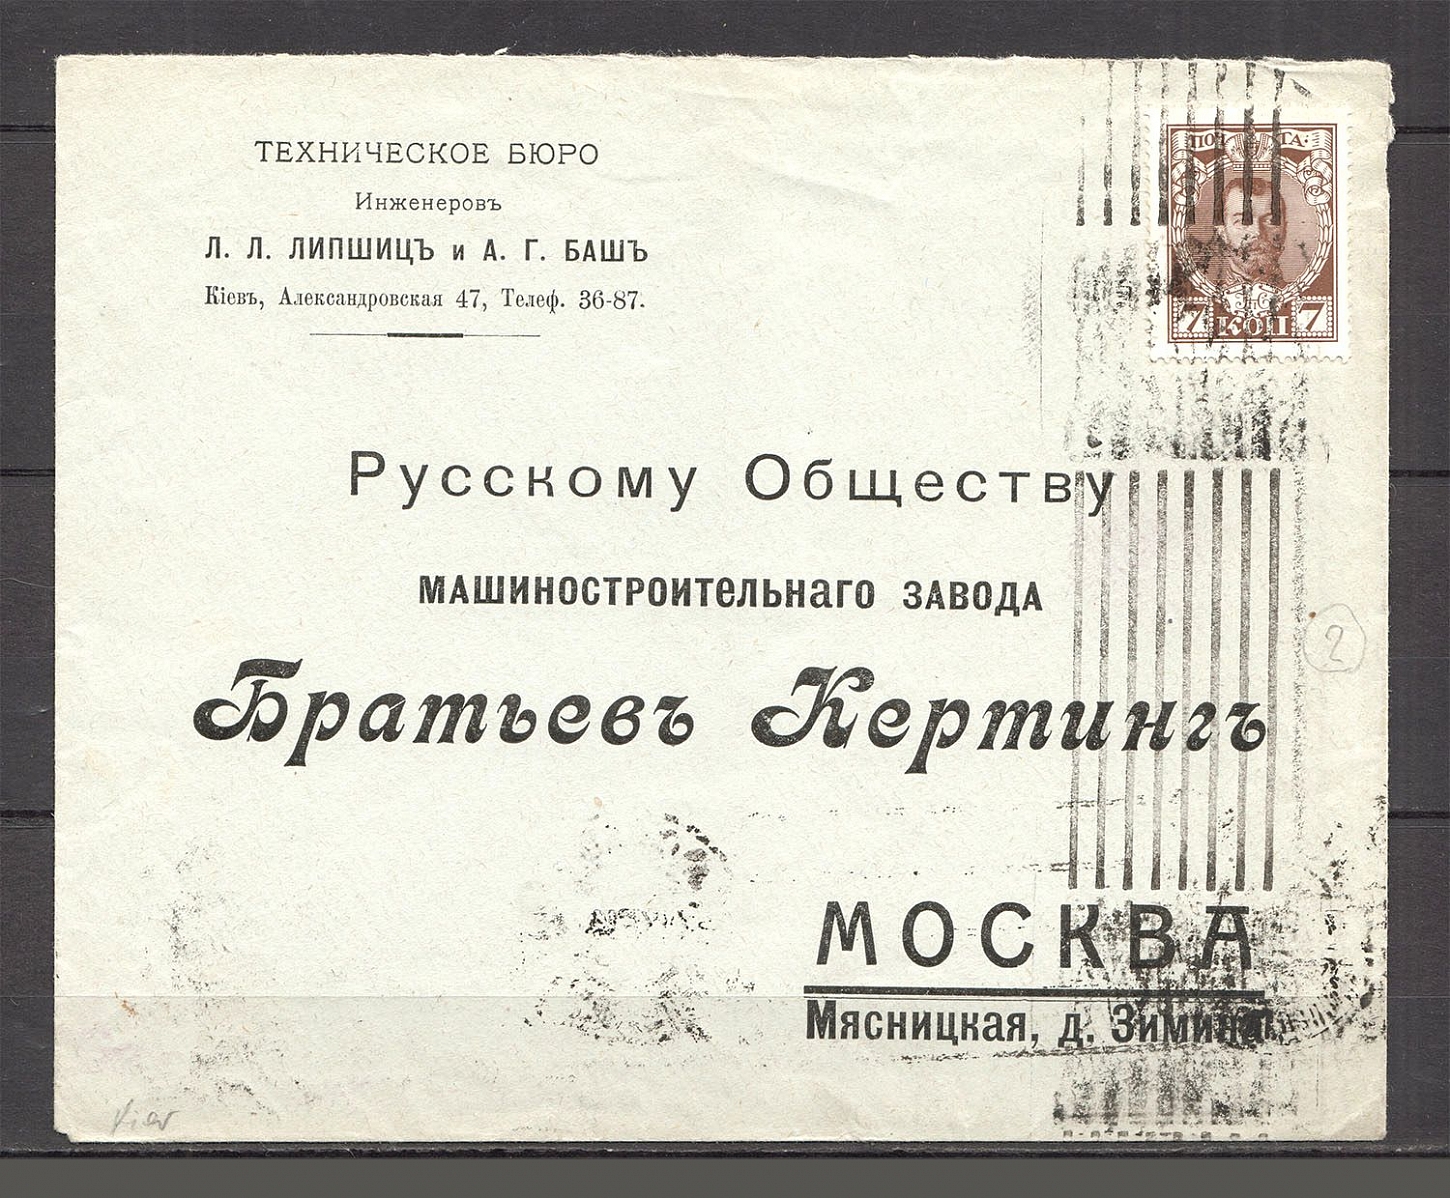 ТЕХНИЧЕСКОЕ БЮРО
Инженеровъ
Л. Л. ЛИПШИЦЪ и А. Г. БАШЪ
Кіевъ, Александровская 47, Телеф. 36-87.
ПОЧТА
7 КОП 7
Русскому Обществу
МАШИНОСТРОИТЕЛЬНАГО ЗАВОДА
2
Братьевъ Кертингъ
МОСКВА
Мясницкая, д. Зимина
Kiev